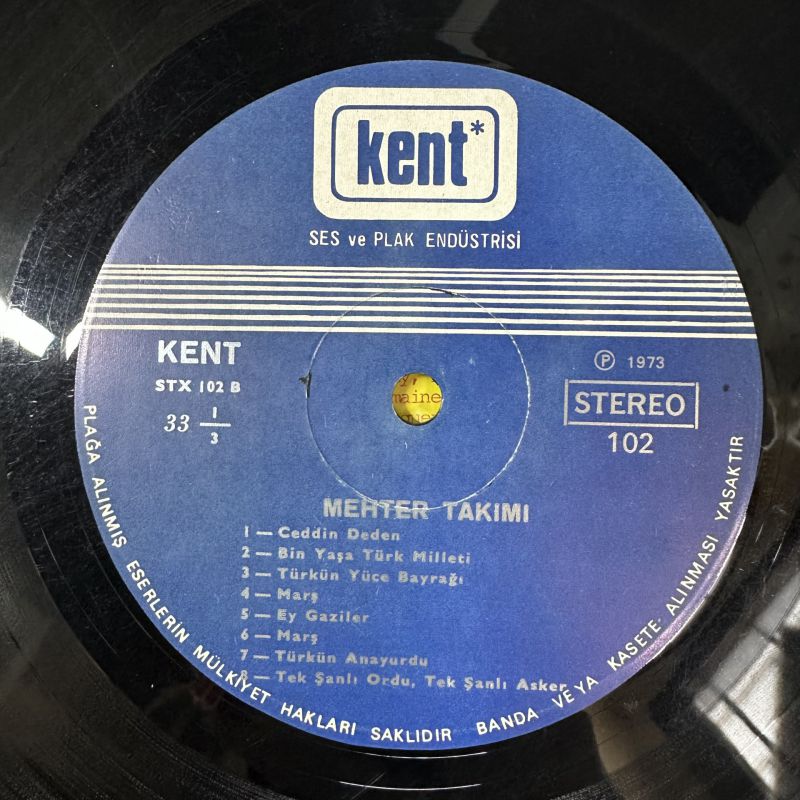 kent*
SES ve PLAK ENDÜSTRİSİ
KENT
STX 102 B
33 1/3
Ⓟ 1973
STEREO
102
maine
MEHTER TAKIMI
1 — Ceddin Deden
2 — Bin Yaşa Türk Milleti
3 — Türkün Yüce Bayrağı
4 — Marş
5 — Ey Gaziler
6 — Marş
7 — Türkün Anayurdu
8 — Tek Şanlı Ordu, Tek Şanlı Asker
PLAĞA ALINMIŞ ESERLERİN MÜLKİYET HAKLARI SAKLIDIR BANDA VEYA KASETE ALINMASI YASAKTIR